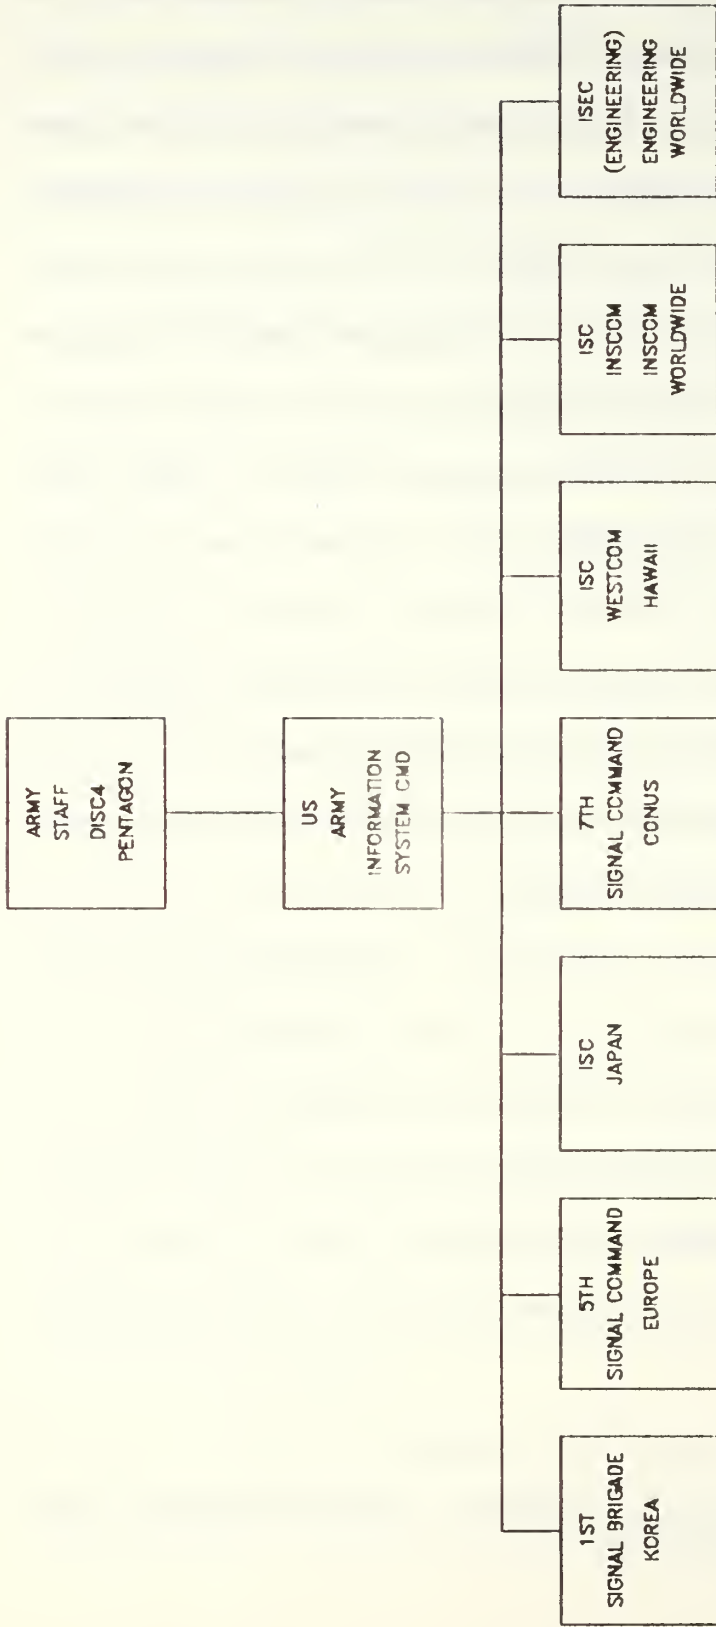 ARMY
STAFF
DISC4
PENTAGON
US
ARMY
INFORMATION
SYSTEM CMD
1ST
SIGNAL BRIGADE
KOREA
5TH
SIGNAL COMMAND
EUROPE
ISC
JAPAN
7TH
SIGNAL COMMAND
CONUS
ISC
WESTCOM
HAWAII
ISC
INSCOM
INSCOM
WORLDWIDE
ISEC
(ENGINEERING)
ENGINEERING
WORLDWIDE